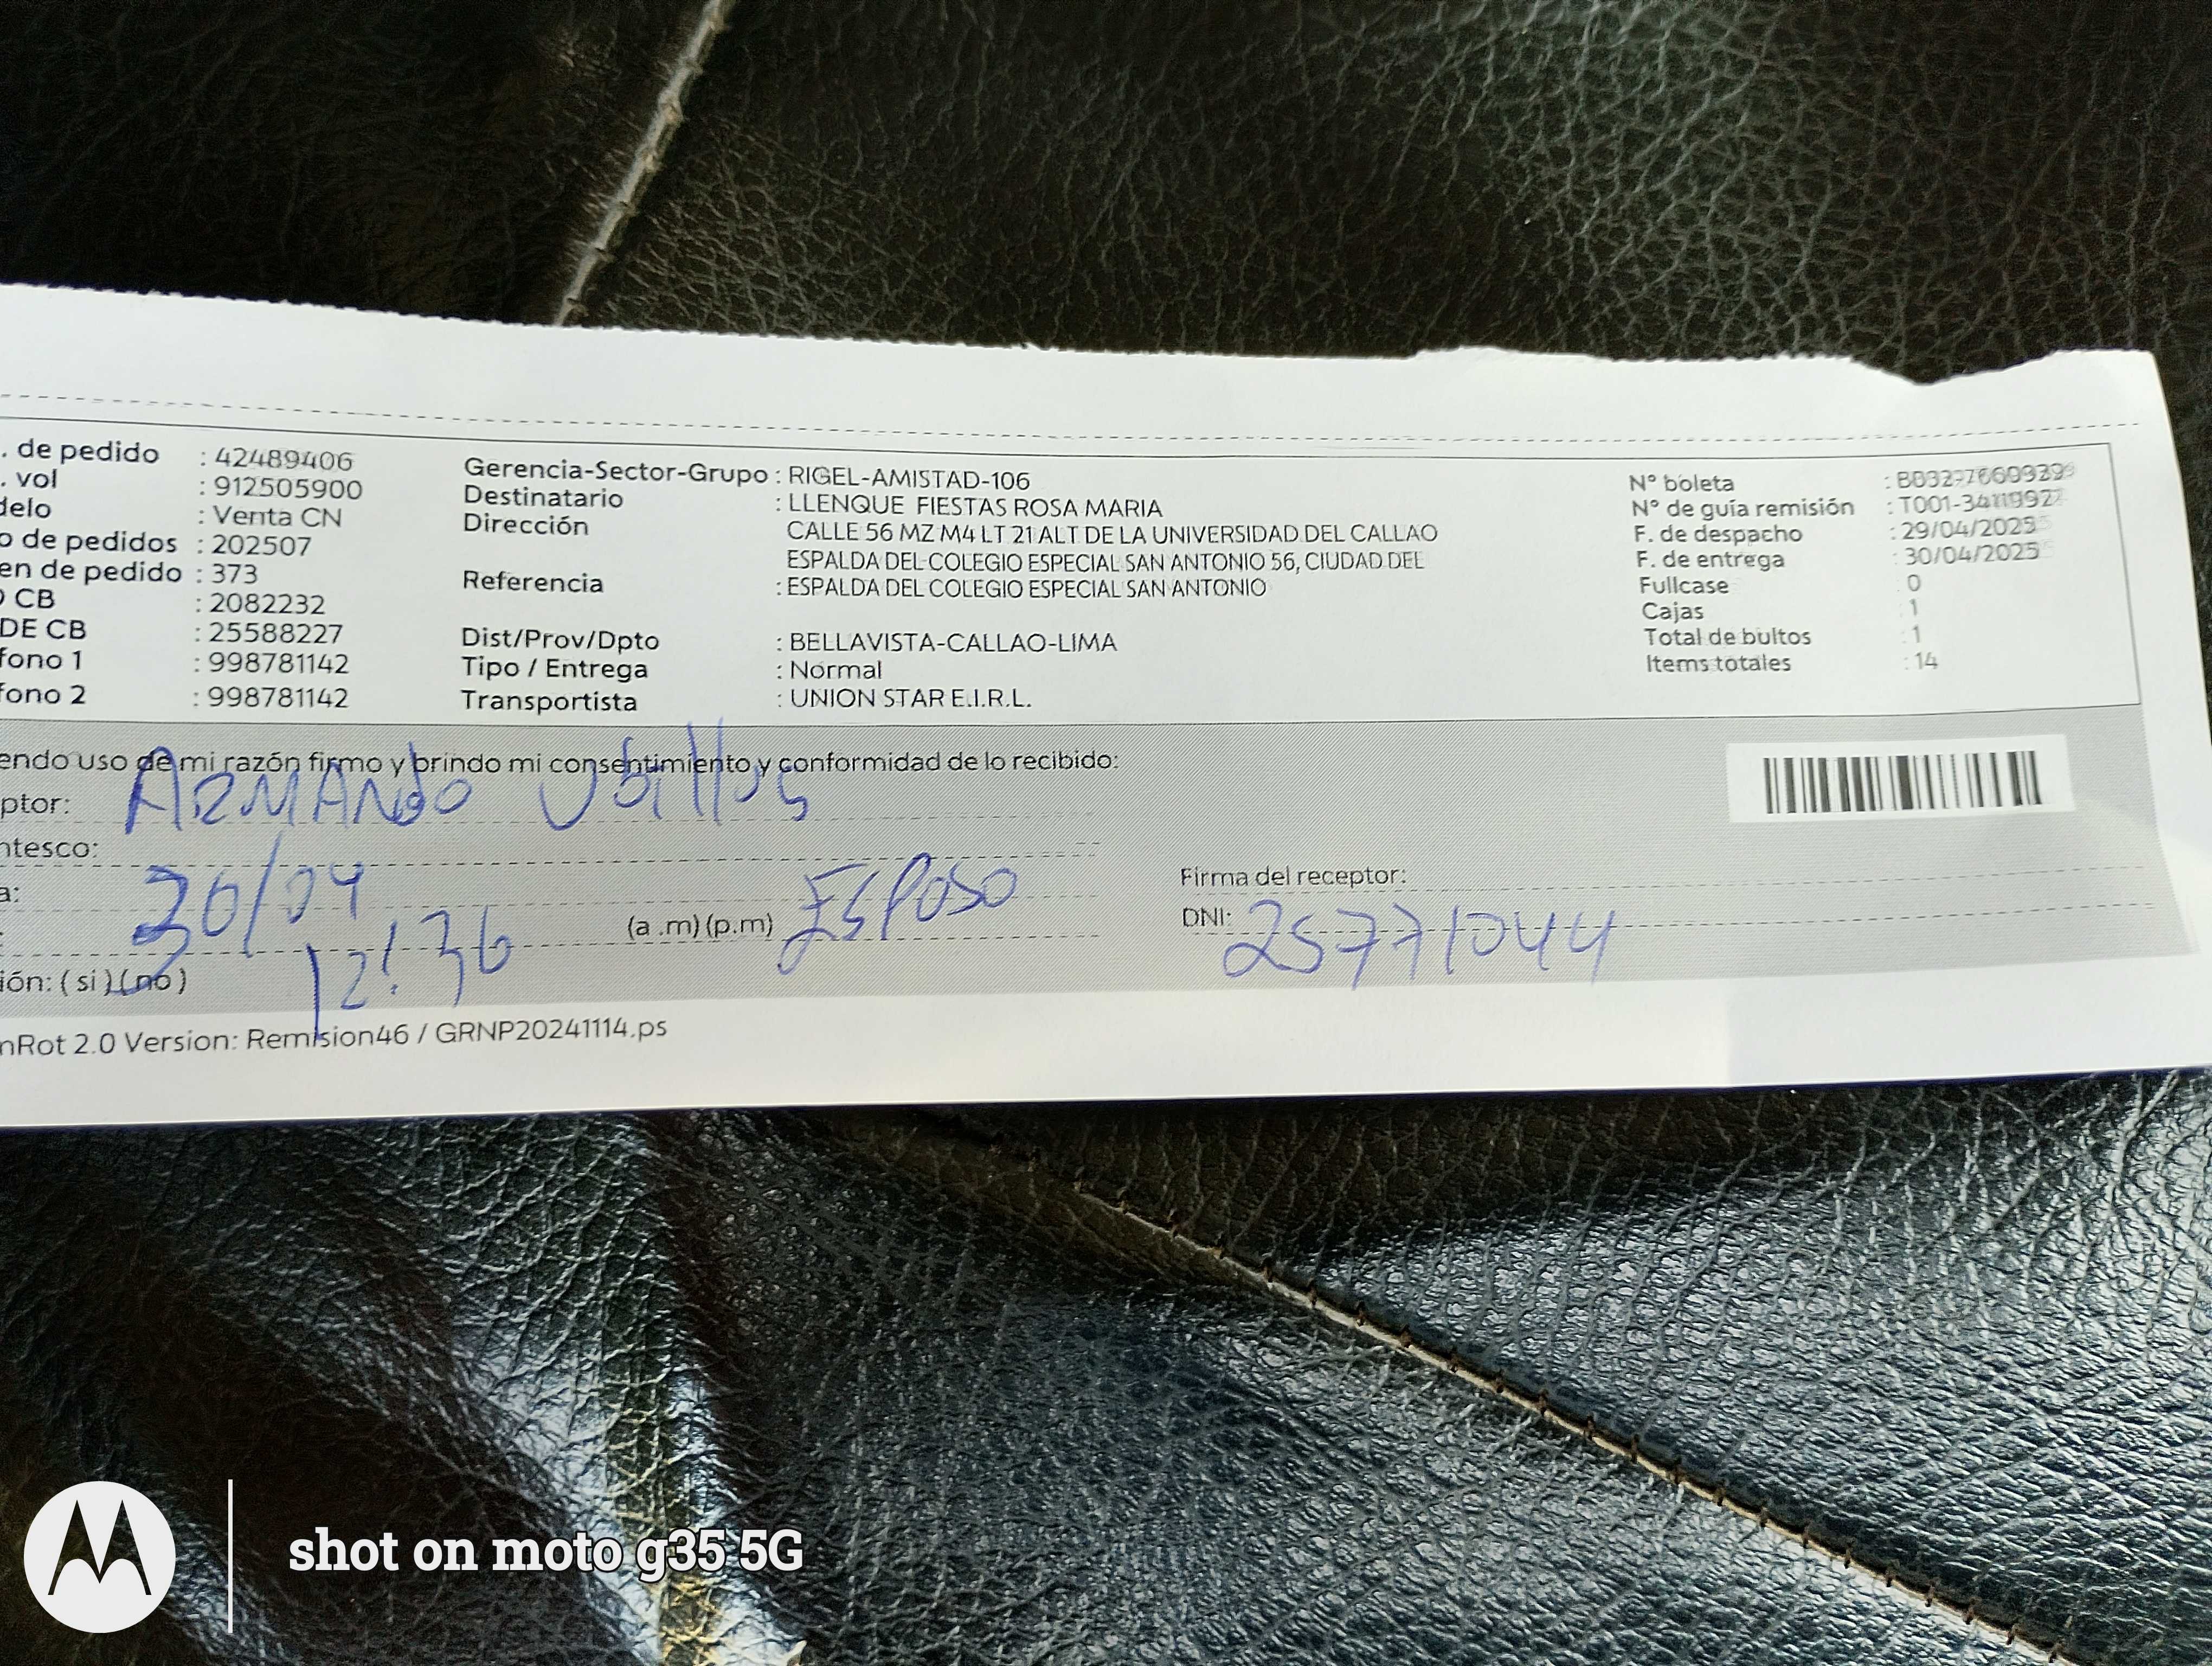 . de pedido : 42489406
. vol : 912505900
delo : Venta CN
o de pedidos : 202507
en de pedido : 373
O CB : 2082232
DE CB : 25588227
fono 1 : 998781142
fono 2 : 998781142
Gerencia-Sector-Grupo : RIGEL-AMISTAD-106
Destinatario : LLENQUE FIESTAS ROSA MARIA
Dirección CALLE 56 MZ M4 LT 21 ALT DE LA UNIVERSIDAD DEL CALLAO
ESPALDA DEL COLEGIO ESPECIAL SAN ANTONIO 56, CIUDAD DEL
Referencia : ESPALDA DEL COLEGIO ESPECIAL SAN ANTONIO
Dist/Prov/Dpto : BELLAVISTA-CALLAO-LIMA
Tipo / Entrega : Normal
Transportista : UNION STAR E.I.R.L.
N° boleta :
N° de guía remisión :
F. de despacho : 29/04/2025
F. de entrega : 30/04/2025
Fullcase 0
Cajas 1
Total de bultos : 1
Items totales : 14
endo uso de mi razón firmo y brindo mi consentimiento y conformidad de lo recibido:
ptor: ARMANDO Ubillus
ntesco:
a: 30/04
: 12:36 (a .m) (p.m) Esposo
ión: ( si ) (no )
Firma del receptor:
DNI: 25771044
nRot 2.0 Version: Remision46 / GRNP20241114.ps
shot on moto g35 5G